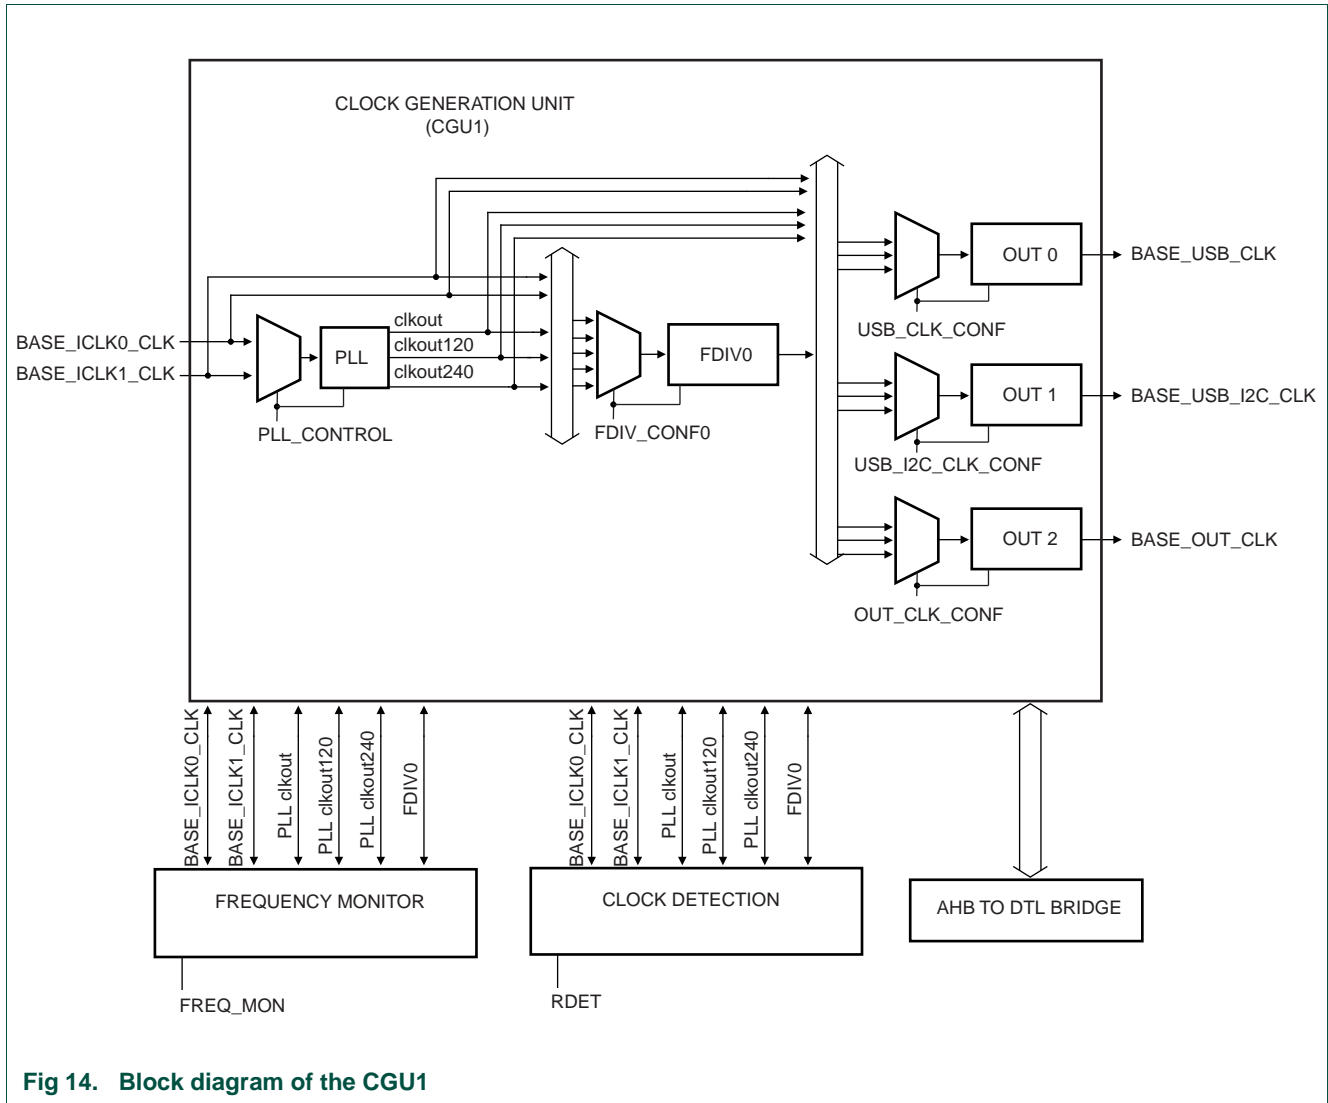 CLOCK GENERATION UNIT
(CGU1)
BASE_ICLK0_CLK
BASE_ICLK1_CLK
PLL
clkout
clkout120
clkout240
PLL_CONTROL
FDIV0
FDIV_CONF0
OUT 0
BASE_USB_CLK
USB_CLK_CONF
OUT 1
BASE_USB_I2C_CLK
USB_I2C_CLK_CONF
OUT 2
BASE_OUT_CLK
OUT_CLK_CONF
BASE_ICLK0_CLK
BASE_ICLK1_CLK
PLL clkout
PLL clkout120
PLL clkout240
FDIV0
BASE_ICLK0_CLK
BASE_ICLK1_CLK
PLL clkout
PLL clkout120
PLL clkout240
FDIV0
FREQUENCY MONITOR
CLOCK DETECTION
AHB TO DTL BRIDGE
FREQ_MON
RDET
Fig 14. Block diagram of the CGU1